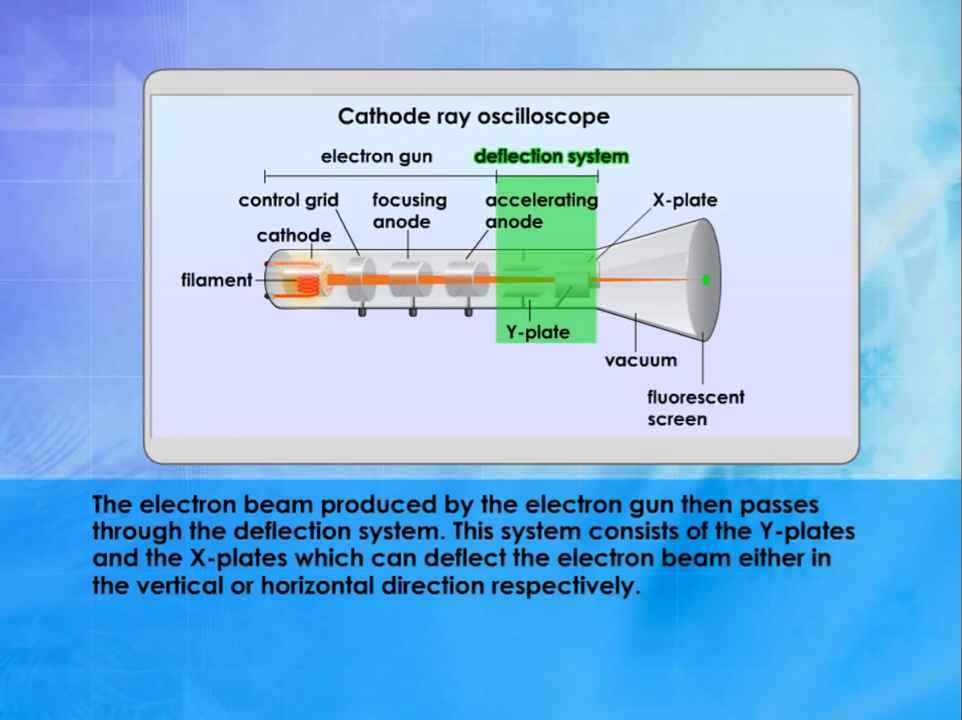 Cathode ray oscilloscope
electron gun
deflection system
control grid
focusing
anode
accelerating
anode
X-plate
cathode
filament
Y-plate
vacuum
fluorescent
screen
The electron beam produced by the electron gun then passes
through the deflection system. This system consists of the Y-plates
and the X-plates which can deflect the electron beam either in
the vertical or horizontal direction respectively.